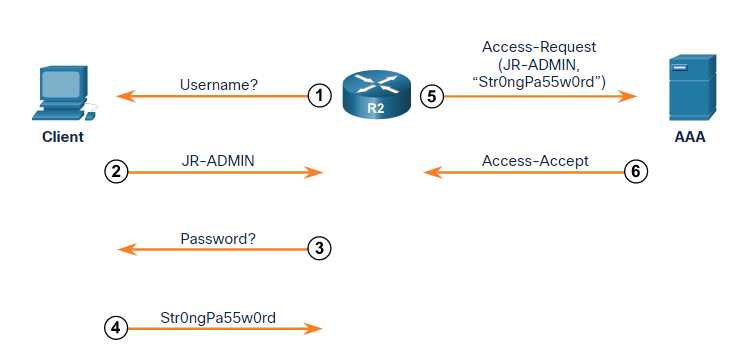 Access-Request
(JR-ADMIN,
“Str0ngPa55w0rd”)
Username?
1
5
R2
Client
AAA
2
JR-ADMIN
Access-Accept
6
Password?
3
4
Str0ngPa55w0rd